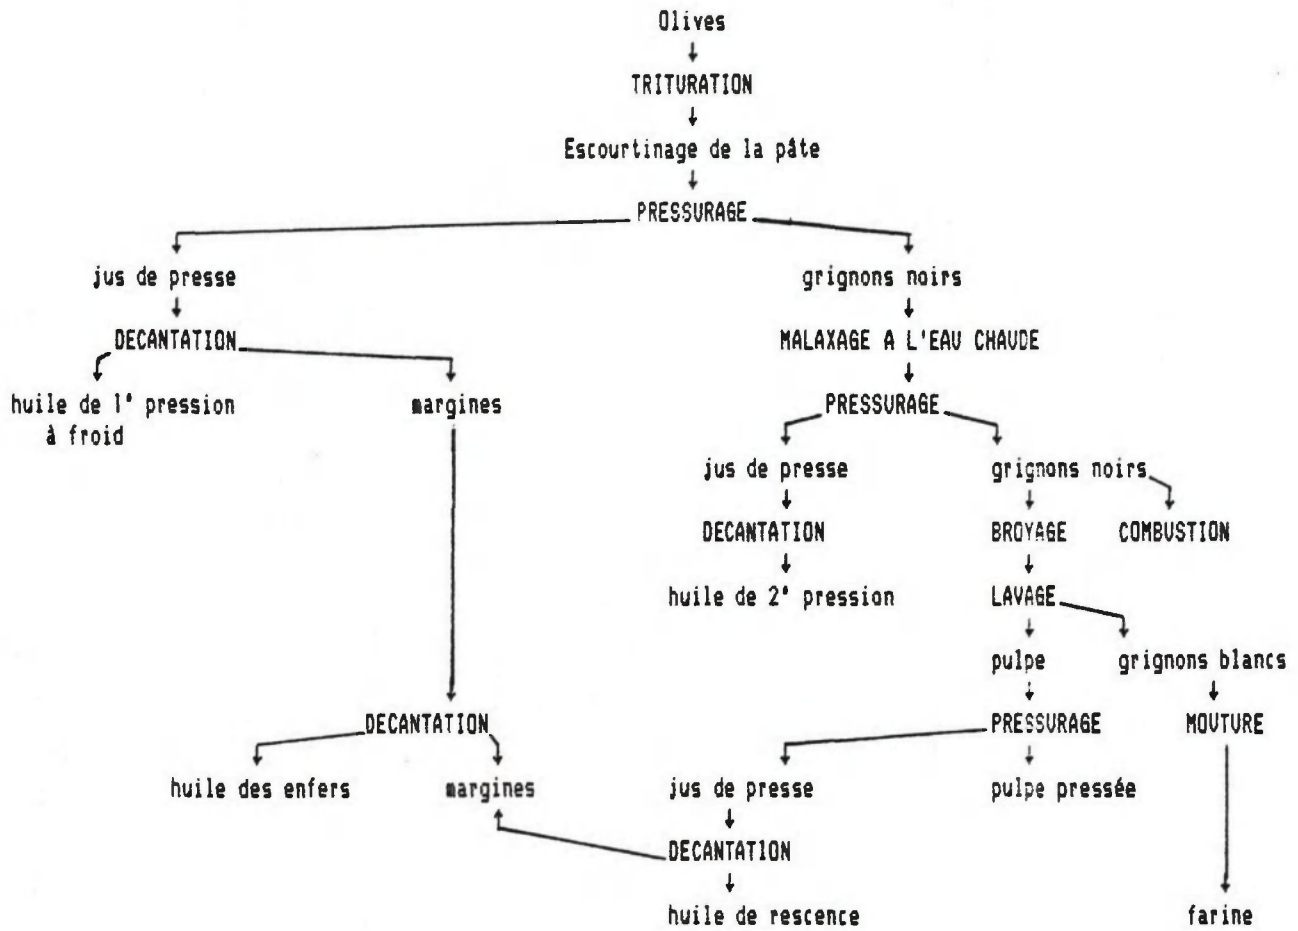 Olives
TRITURATION
Escourtinage de la pâte
PRESSURAGE
jus de presse
grignons noirs
DECANTATION
MALAXAGE A L'EAU CHAUDE
huile de 1° pression
à froid
margines
PRESSURAGE
jus de presse
grignons noirs
DECANTATION
BROYAGE
COMBUSTION
huile de 2° pression
LAVAGE
pulpe
grignons blancs
DECANTATION
PRESSURAGE
MOUTURE
huile des enfers
margines
jus de presse
pulpe pressée
DECANTATION
huile de rescence
farine